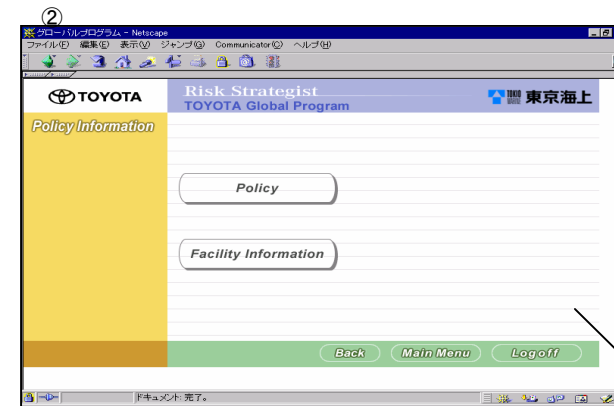 ②
グローバルプログラム - Netscape
ファイル(F) 編集(E) 表示(V) ジャンプ(G) Communicator(C) ヘルプ(H)
TOYOTA
Risk Strategist
TOYOTA Global Program
TOKIO 東京海上
Policy Information
Policy
Facility Information
Back Main Menu Logoff
ドキュメント: 完了。